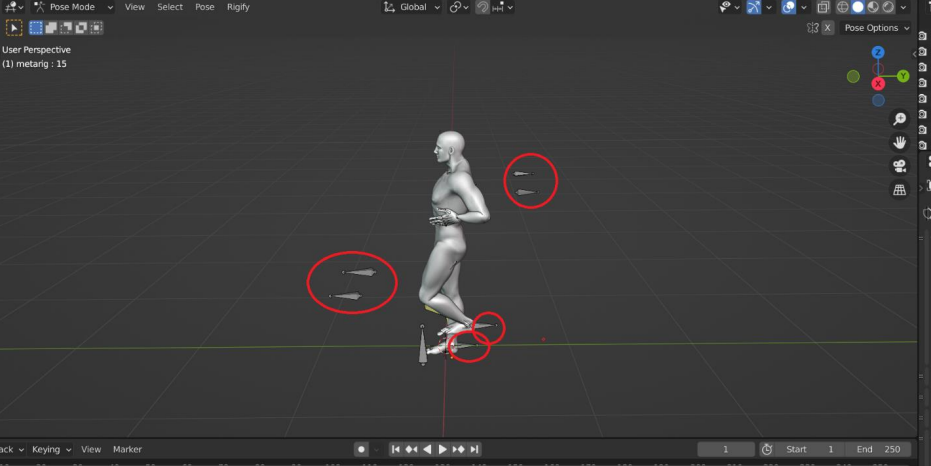 Pose Mode View Select Pose Rigify Global
X Pose Options
User Perspective
(1) metarig : 15
Z
Y
X
Keying View Marker 1 Start 1 End 250